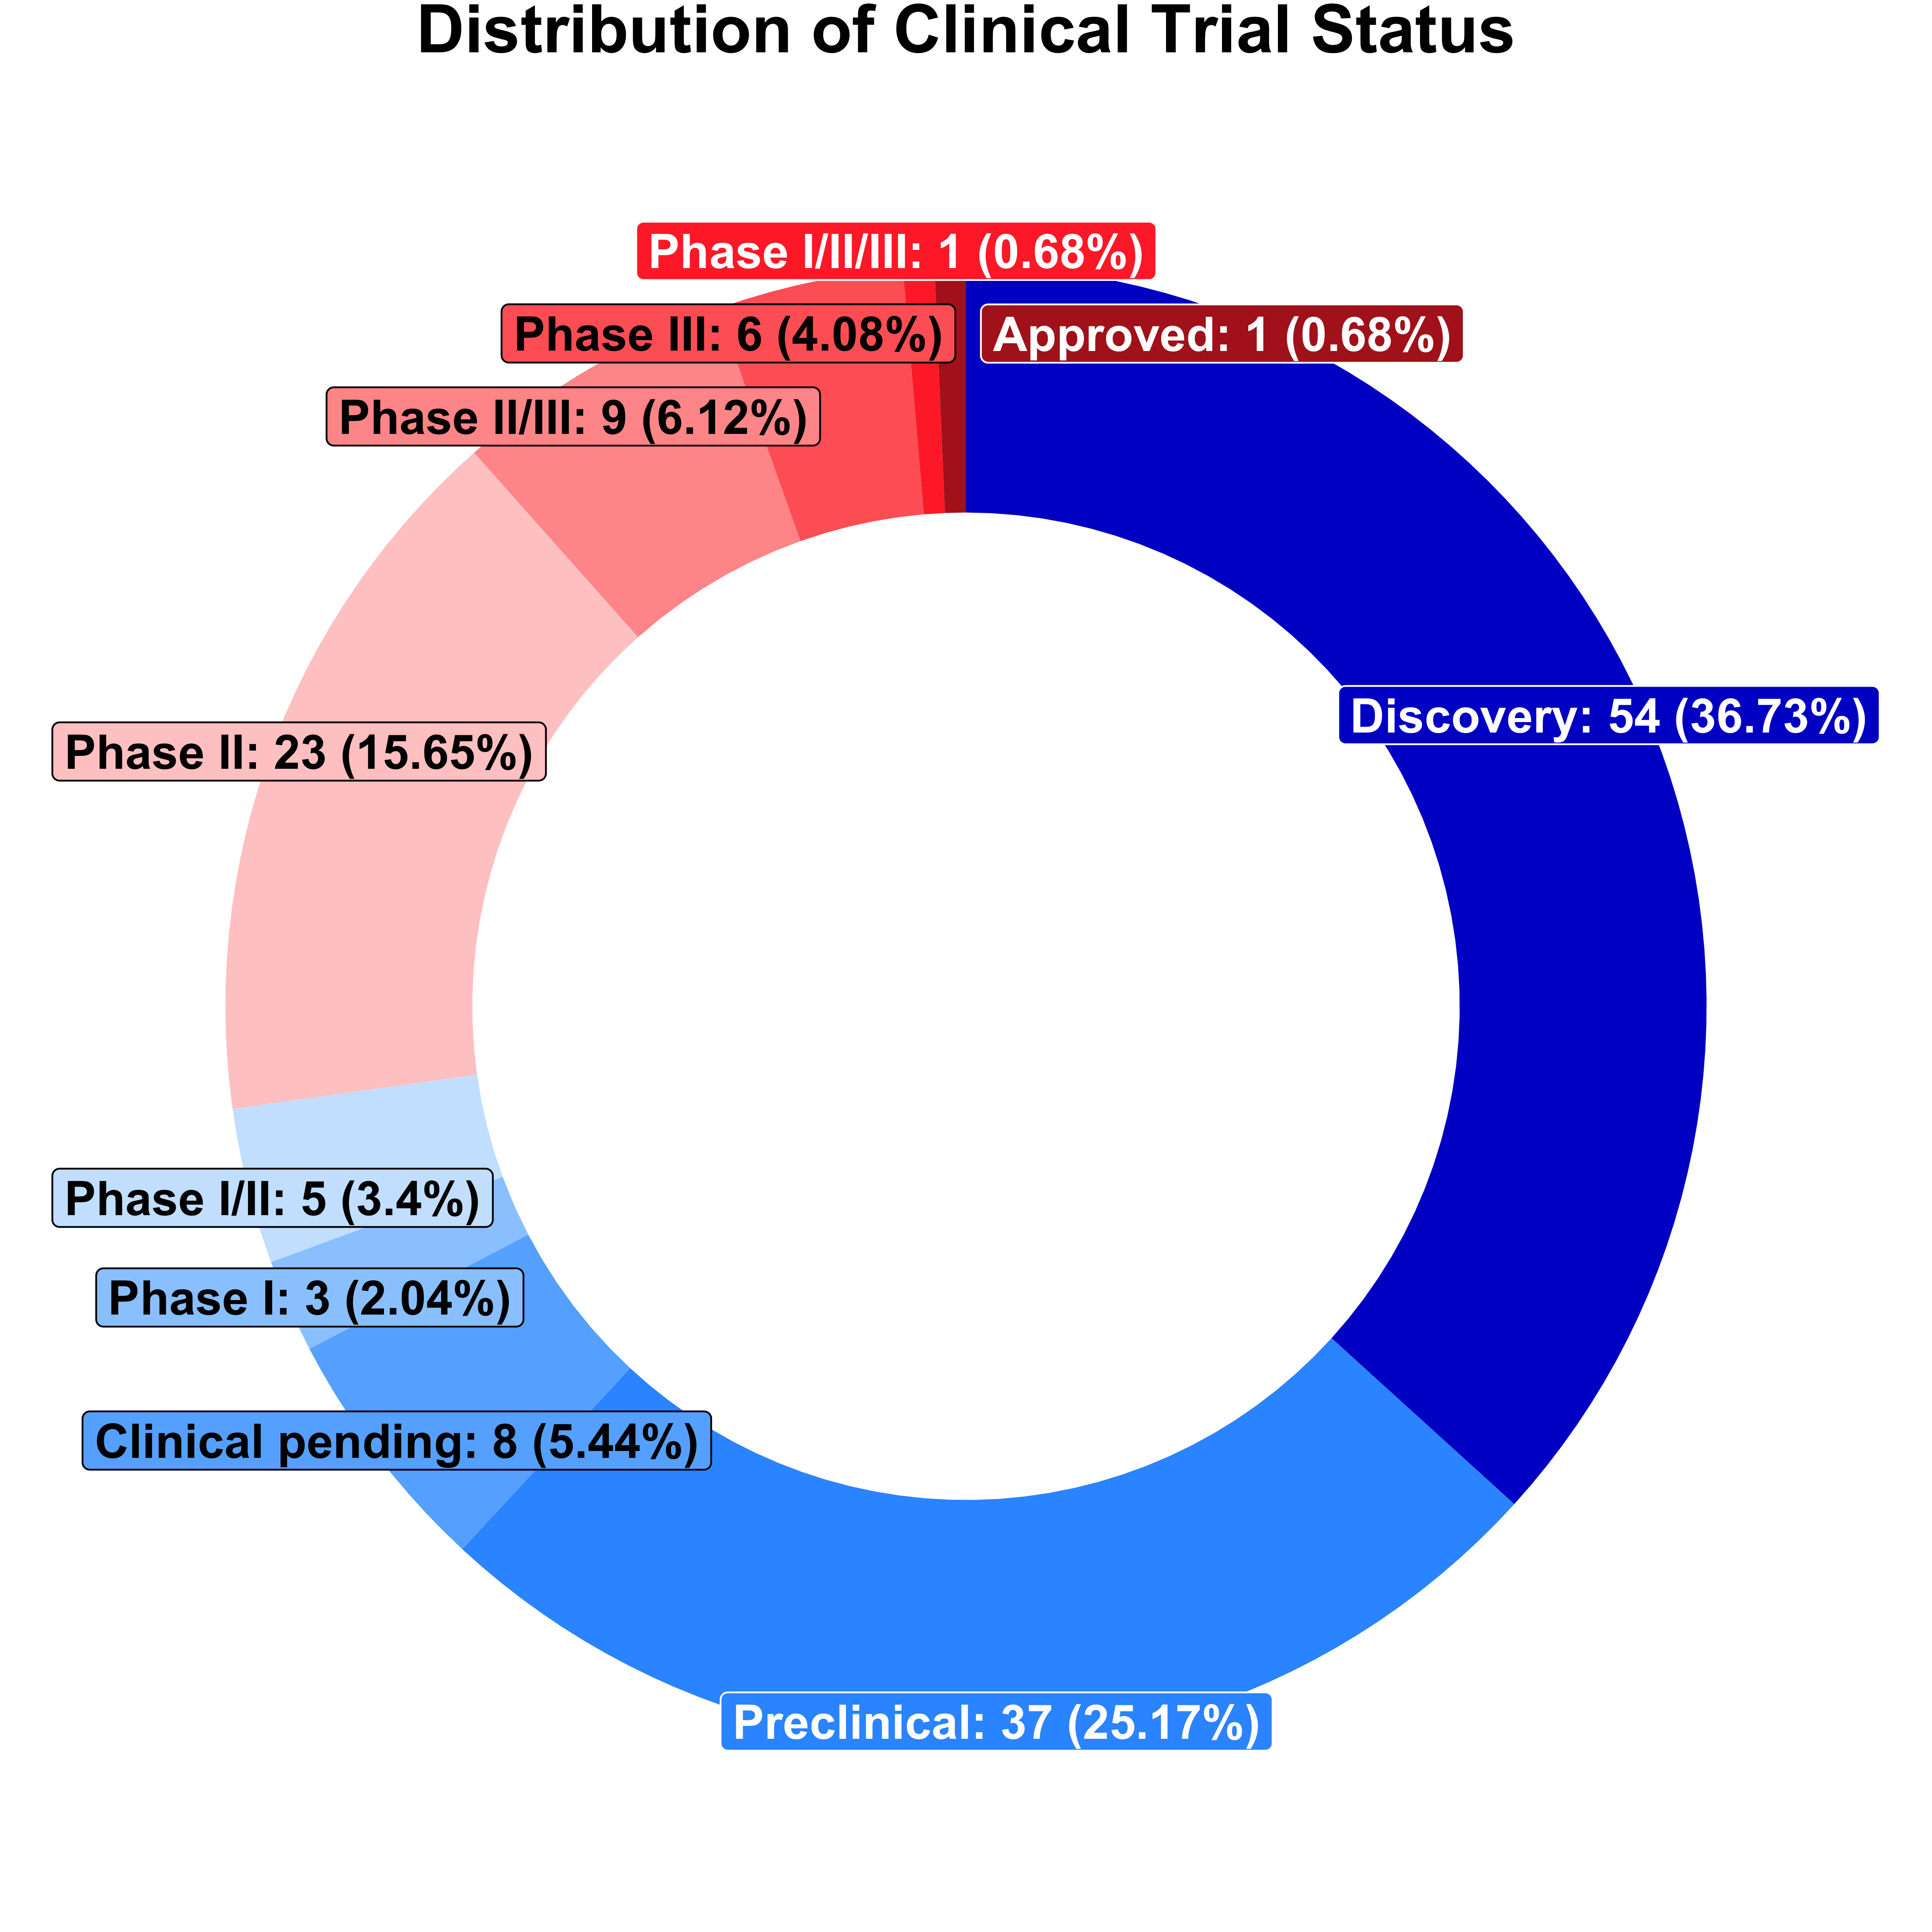 Distribution of Clinical Trial Status
Phase I/II/III: 1 (0.68%)
Phase III: 6 (4.08%)
Approved: 1 (0.68%)
Phase II/III: 9 (6.12%)
Discovery: 54 (36.73%)
Phase II: 23 (15.65%)
Phase I/II: 5 (3.4%)
Phase I: 3 (2.04%)
Clinical pending: 8 (5.44%)
Preclinical: 37 (25.17%)